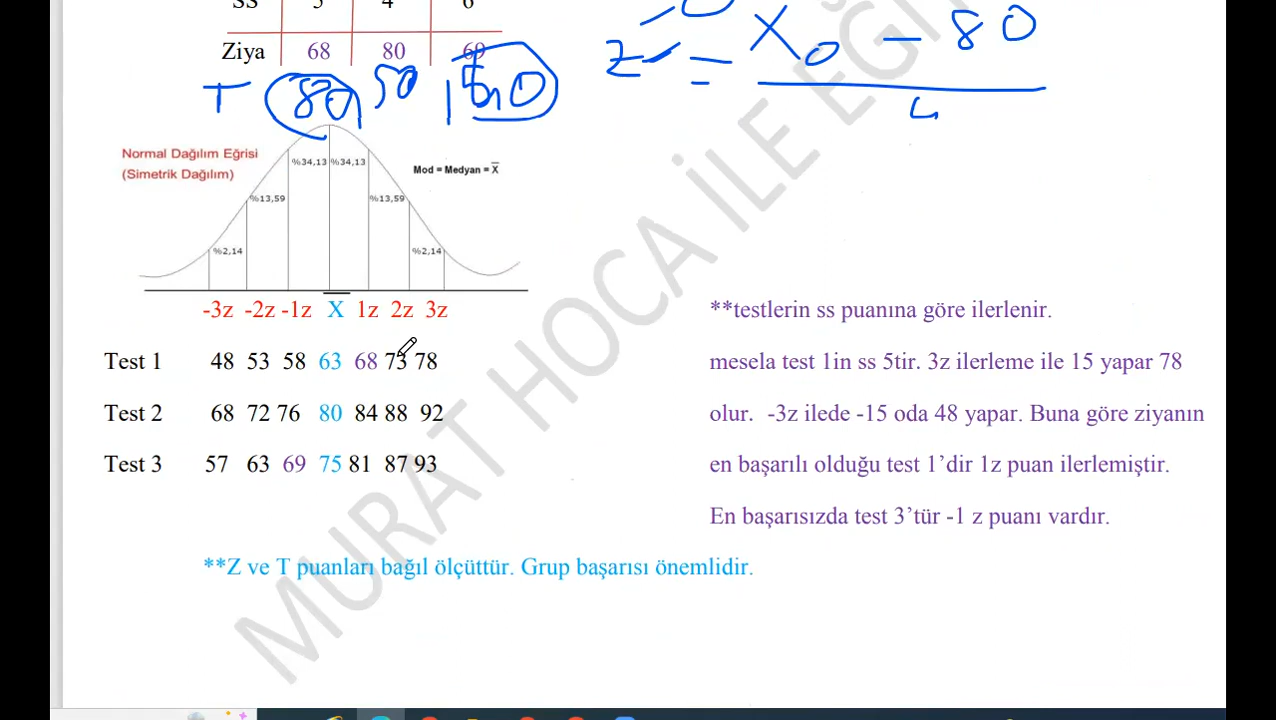 SS 5 4 6
Ziya 68 80 69
T 80 50
Z = X0 - 80
4
Normal Dağılım Eğrisi
(Simetrik Dağılım)
%34,13 %34,13
Mod = Medyan = X̅
%13,59 %13,59
%2,14 %2,14
-3z -2z -1z X̅ 1z 2z 3z
Test 1 48 53 58 63 68 73 78
Test 2 68 72 76 80 84 88 92
Test 3 57 63 69 75 81 87 93
**testlerin ss puanına göre ilerlenir.
mesela test 1in ss 5tir. 3z ilerleme ile 15 yapar 78
olur. -3z ilede -15 oda 48 yapar. Buna göre ziyanın
en başarılı olduğu test 1’dir 1z puan ilerlemiştir.
En başarısızda test 3’tür -1 z puanı vardır.
**Z ve T puanları bağıl ölçüttür. Grup başarısı önemlidir.
MURAT HOCA İLE EĞİ